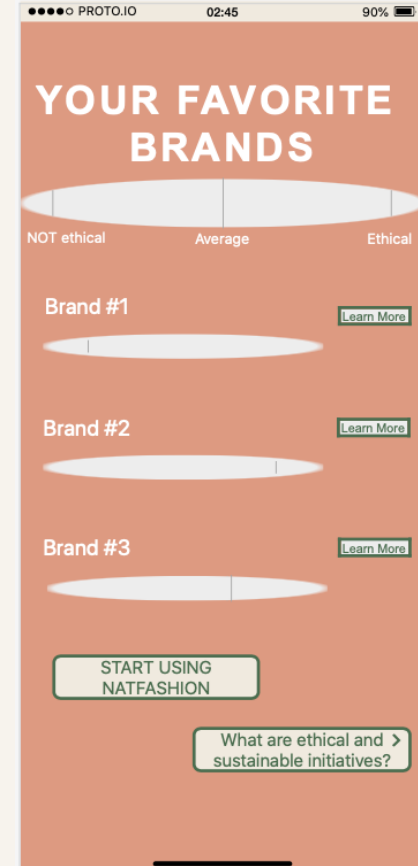 PROTO.IO 02:45 90%
YOUR FAVORITE
BRANDS
NOT ethical Average Ethical
Brand #1
Learn More
Brand #2
Learn More
Brand #3
Learn More
START USING
NATFASHION
What are ethical and >
sustainable initiatives?